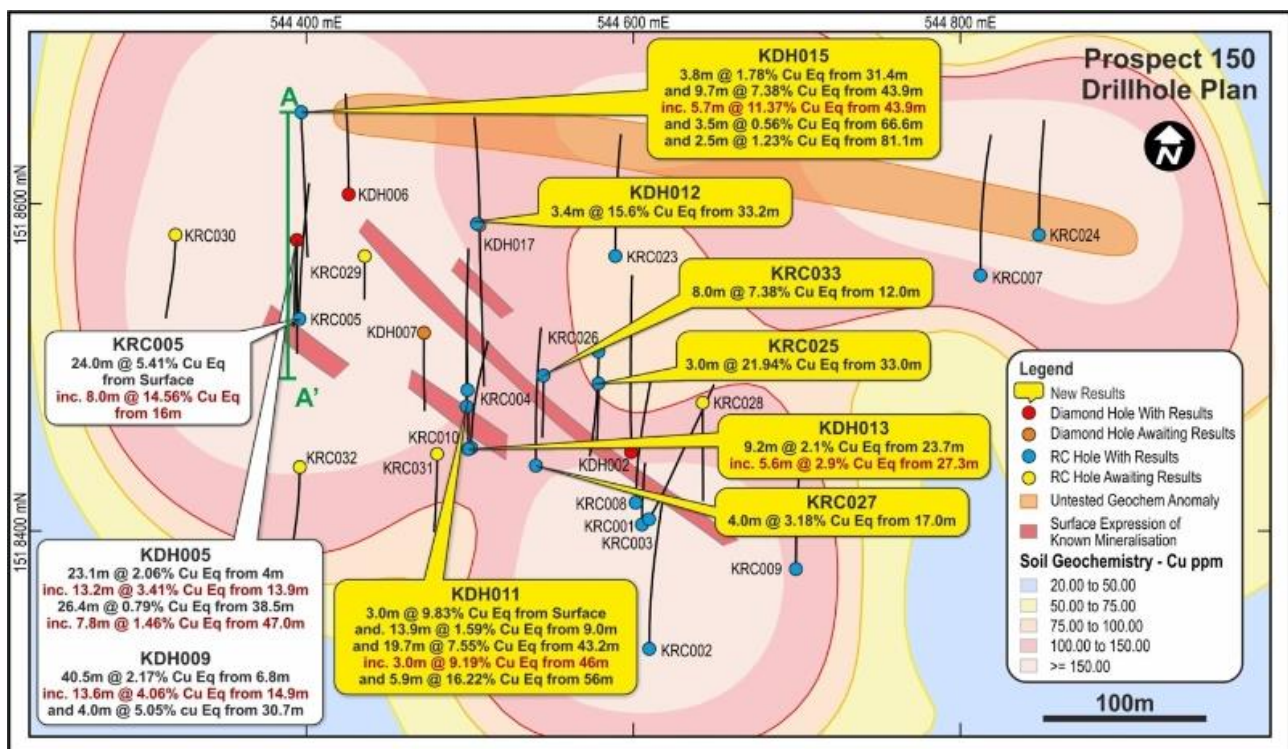 544 400 mE
544 600 mE
544 800 mE
Prospect 150
Drillhole Plan
N
151 8600 mN
151 8400 mN
A
A'
KDH015
3.8m @ 1.78% Cu Eq from 31.4m
and 9.7m @ 7.38% Cu Eq from 43.9m
inc. 5.7m @ 11.37% Cu Eq from 43.9m
and 3.5m @ 0.56% Cu Eq from 66.6m
and 2.5m @ 1.23% Cu Eq from 81.1m
KDH006
KDH012
3.4m @ 15.6% Cu Eq from 33.2m
KRC030
KRC029
KDH017
KRC023
KRC024
KRC007
KRC033
8.0m @ 7.38% Cu Eq from 12.0m
KRC005
KRC005
24.0m @ 5.41% Cu Eq
from Surface
inc. 8.0m @ 14.56% Cu Eq
from 16m
KDH007
KRC026
KRC025
3.0m @ 21.94% Cu Eq from 33.0m
KRC004
KRC028
KRC010
KDH013
9.2m @ 2.1% Cu Eq from 23.7m
inc. 5.6m @ 2.9% Cu Eq from 27.3m
KRC032
KRC031
KDH002
KRC027
4.0m @ 3.18% Cu Eq from 17.0m
KRC008
KRC001
KRC003
KRC009
KRC002
KDH005
23.1m @ 2.06% Cu Eq from 4m
inc. 13.2m @ 3.41% Cu Eq from 13.9m
26.4m @ 0.79% Cu Eq from 38.5m
inc. 7.8m @ 1.46% Cu Eq from 47.0m
KDH009
40.5m @ 2.17% Cu Eq from 6.8m
inc. 13.6m @ 4.06% Cu Eq from 14.9m
and 4.0m @ 5.05% cu Eq from 30.7m
KDH011
3.0m @ 9.83% Cu Eq from Surface
and. 13.9m @ 1.59% Cu Eq from 9.0m
and 19.7m @ 7.55% Cu Eq from 43.2m
inc. 3.0m @ 9.19% Cu Eq from 46m
and 5.9m @ 16.22% Cu Eq from 56m
Legend
New Results
Diamond Hole With Results
Diamond Hole Awaiting Results
RC Hole With Results
RC Hole Awaiting Results
Untested Geochem Anomaly
Surface Expression of
Known Mineralisation
Soil Geochemistry - Cu ppm
20.00 to 50.00
50.00 to 75.00
75.00 to 100.00
100.00 to 150.00
>= 150.00
100m